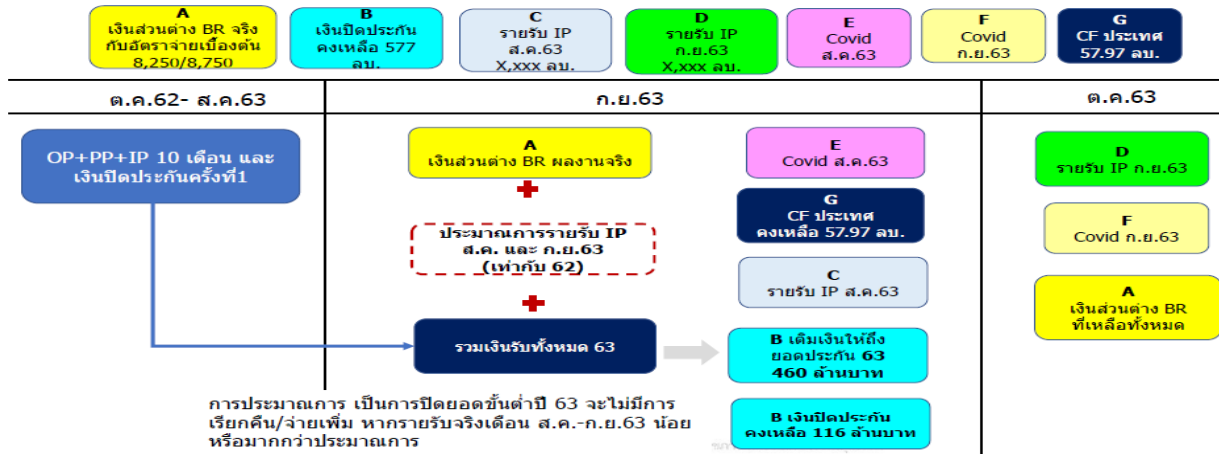 A
เงินส่วนต่าง BR จริง
กับอัตราจ่ายเบื้องต้น
8,250/8,750
B
เงินปิดประกัน
คงเหลือ 577
ลบ.
C
รายรับ IP
ส.ค.63
X,xxx ลบ.
D
รายรับ IP
ก.ย.63
X,xxx ลบ.
E
Covid
ส.ค.63
F
Covid
ก.ย.63
G
CF ประเทศ
57.97 ลบ.
ต.ค.62- ส.ค.63
ก.ย.63
ต.ค.63
OP+PP+IP 10 เดือน และ
เงินปิดประกันครั้งที่1
A
เงินส่วนต่าง BR ผลงานจริง
ประมาณการรายรับ IP
ส.ค. และ ก.ย.63
(เท่ากับ 62)
รวมเงินรับทั้งหมด 63
E
Covid ส.ค.63
G
CF ประเทศ
คงเหลือ 57.97 ลบ.
C
รายรับ IP ส.ค.63
B เติมเงินให้ถึง
ยอดประกัน 63
460 ล้านบาท
B เงินปิดประกัน
คงเหลือ 116 ล้านบาท
D
รายรับ IP ก.ย.63
F
Covid ก.ย.63
A
เงินส่วนต่าง BR
ที่เหลือทั้งหมด
การประมาณการ เป็นการปิดยอดขั้นต่ำปี 63 จะไม่มีการ
เรียกคืน/จ่ายเพิ่ม หากรายรับจริงเดือน ส.ค.-ก.ย.63 น้อย
หรือมากกว่าประมาณการ